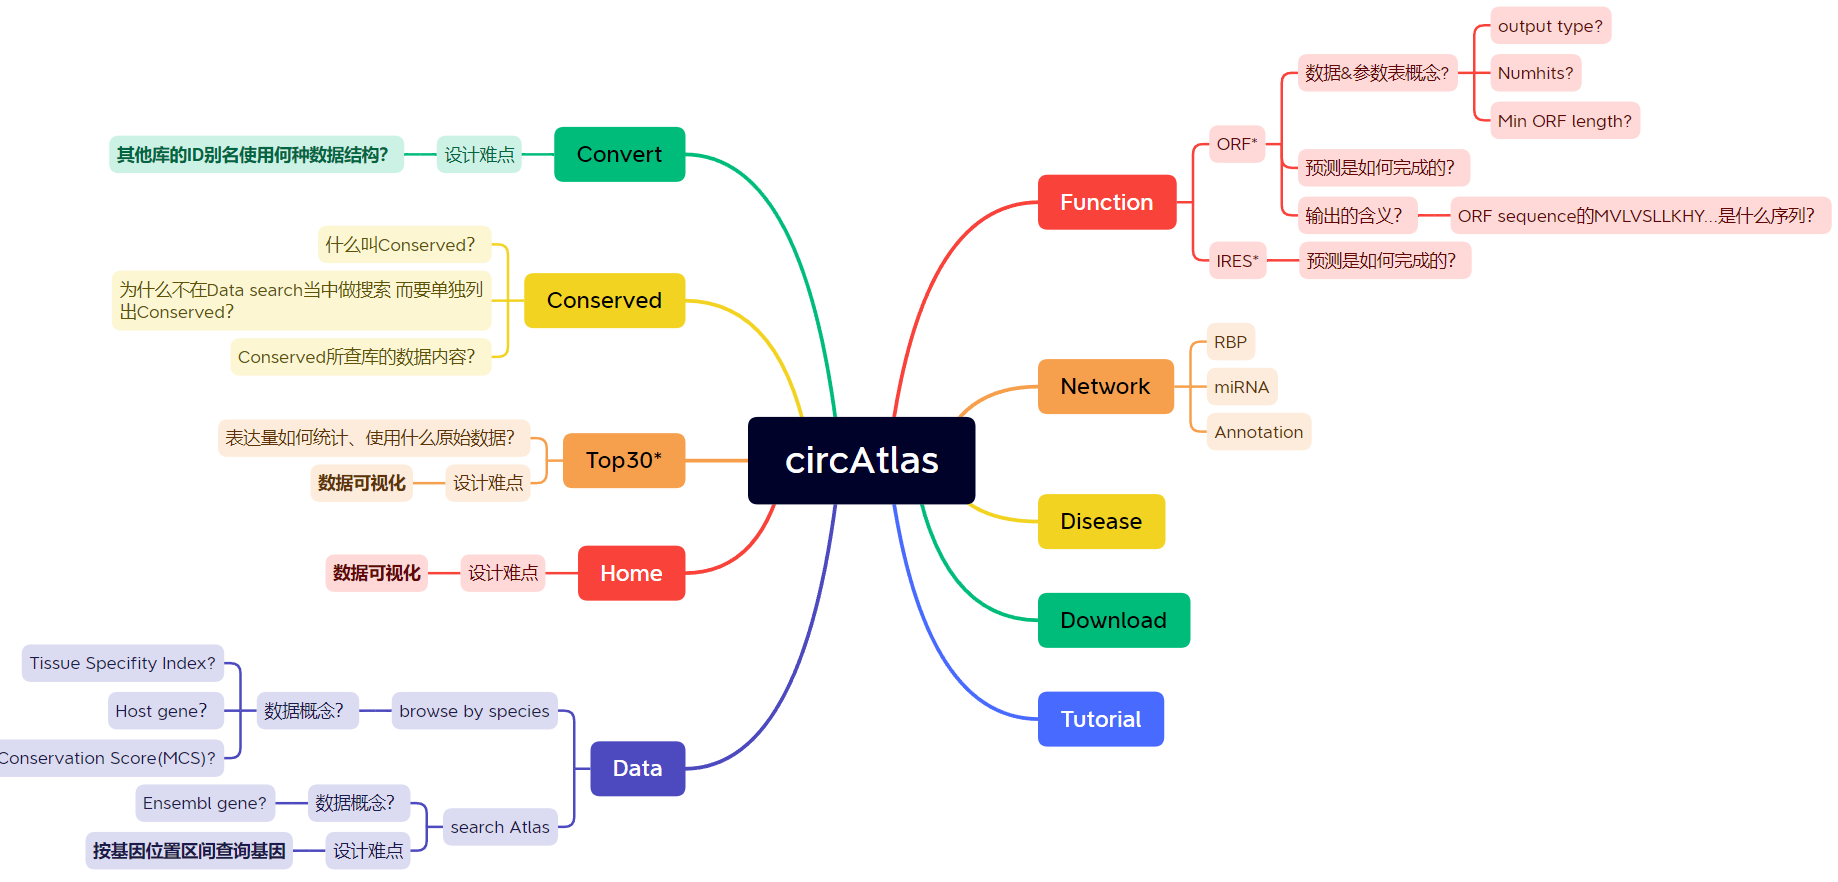 circAtlas
Convert
设计难点
其他库的ID别名使用何种数据结构?
Conserved
什么叫Conserved?
为什么不在Data search当中做搜索 而要单独列
出Conserved?
Conserved所查库的数据内容?
Top30*
表达量如何统计、使用什么原始数据?
设计难点
数据可视化
Home
设计难点
数据可视化
Data
browse by species
数据概念?
Tissue Specifity Index?
Host gene?
Conservation Score(MCS)?
search Atlas
数据概念?
Ensembl gene?
设计难点
按基因位置区间查询基因
Function
ORF*
数据&参数表概念?
output type?
Numhits?
Min ORF length?
预测是如何完成的?
输出的含义?
ORF sequence的MVLVSLLKHY...是什么序列?
IRES*
预测是如何完成的?
Network
RBP
miRNA
Annotation
Disease
Download
Tutorial